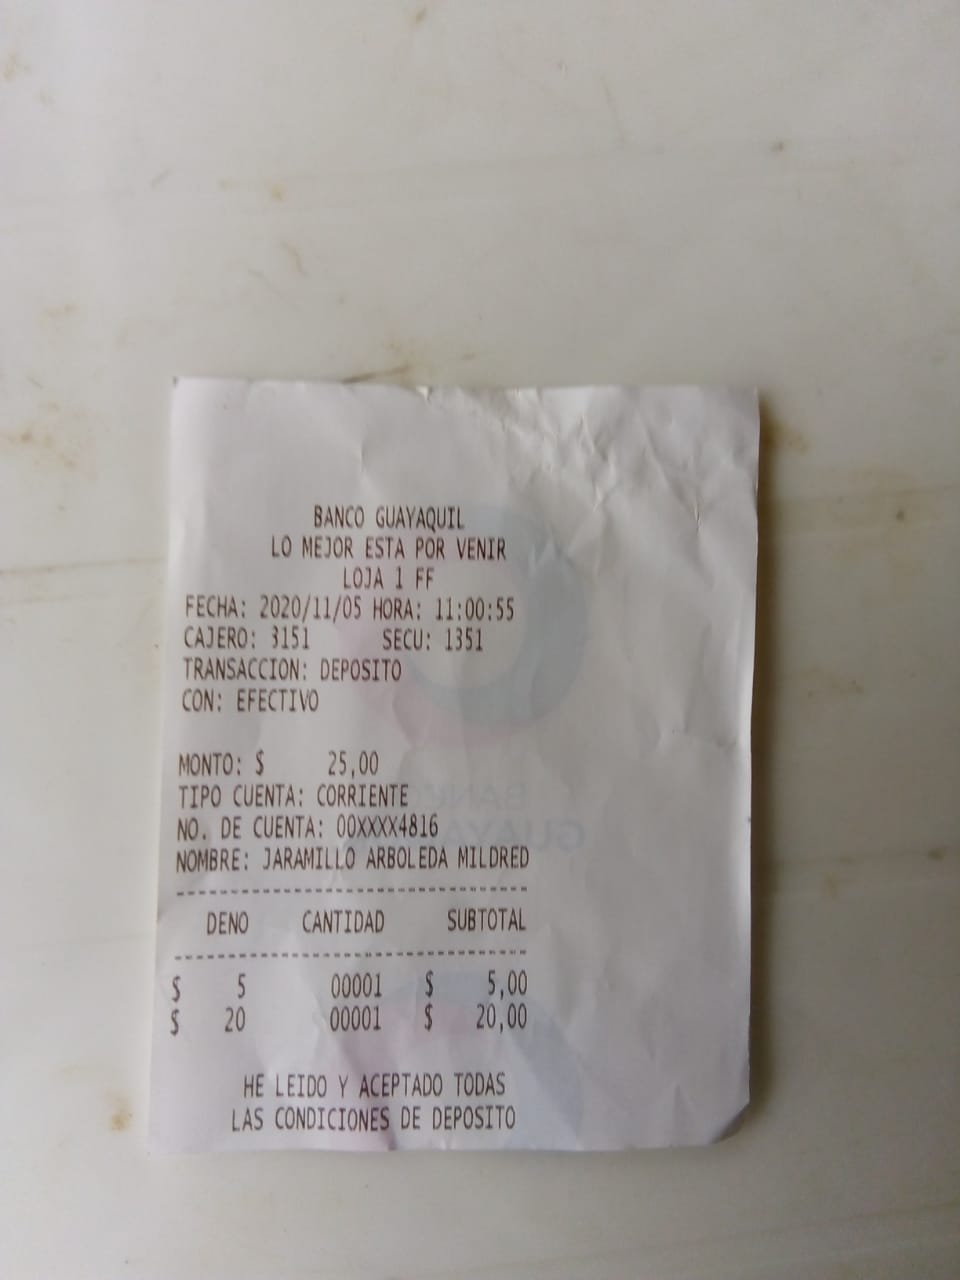 BANCO GUAYAQUIL
LO MEJOR ESTA POR VENIR
LOJA 1 FF
FECHA: 2020/11/05 HORA: 11:00:55
CAJERO: 3151 SECU: 1351
TRANSACCION: DEPOSITO
CON: EFECTIVO
MONTO: $ 25,00
TIPO CUENTA: CORRIENTE
NO. DE CUENTA: 00XXXX4816
NOMBRE: JARAMILLO ARBOLEDA MILDRED
--------------------------------
DENO CANTIDAD SUBTOTAL
--------------------------------
$ 5 00001 $ 5,00
$ 20 00001 $ 20,00
HE LEIDO Y ACEPTADO TODAS
LAS CONDICIONES DE DEPOSITO